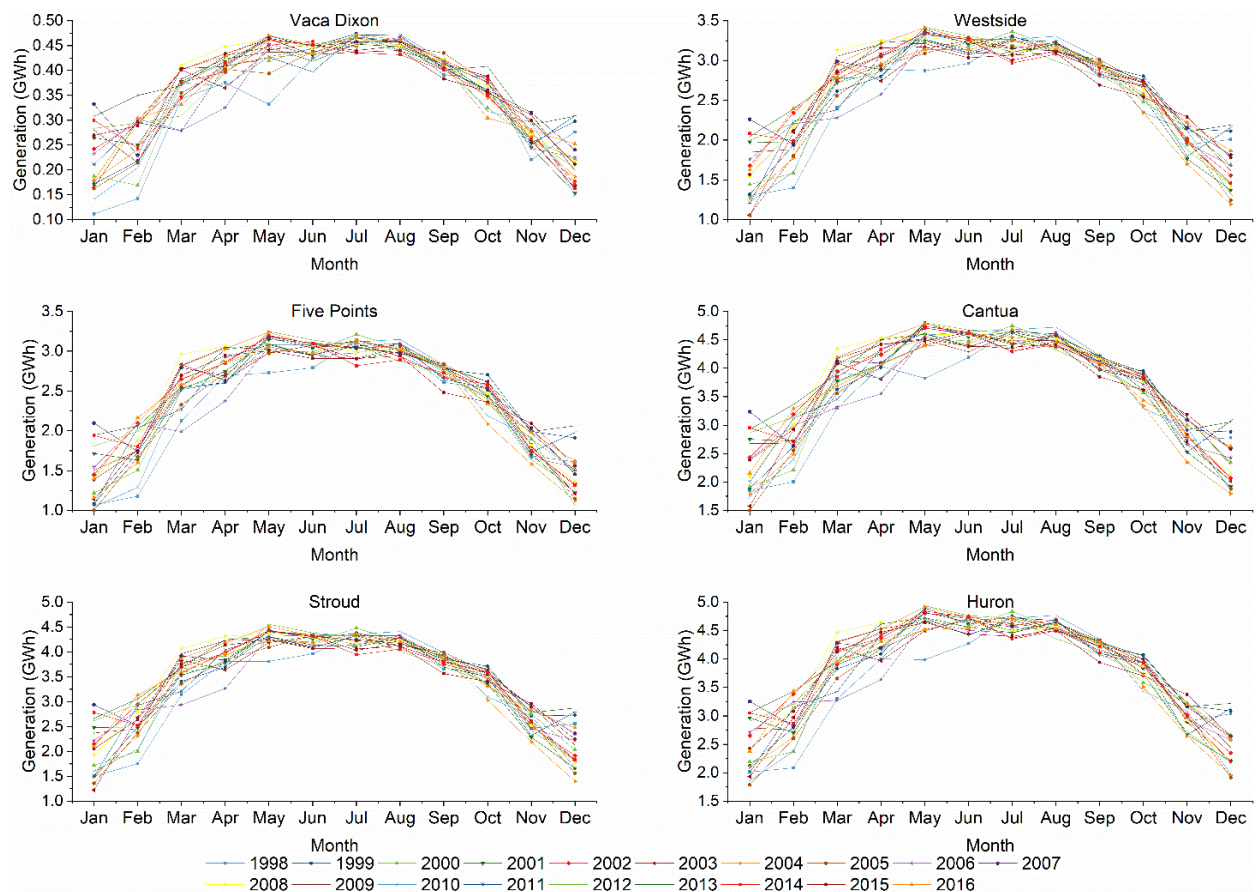 Vaca Dixon
Generation (GWh)
0.50
0.45
0.40
0.35
0.30
0.25
0.20
0.15
0.10
Jan Feb Mar Apr May Jun Jul Aug Sep Oct Nov Dec
Month
Westside
Generation (GWh)
3.5
3.0
2.5
2.0
1.5
1.0
Jan Feb Mar Apr May Jun Jul Aug Sep Oct Nov Dec
Month
Five Points
Generation (GWh)
3.5
3.0
2.5
2.0
1.5
1.0
Jan Feb Mar Apr May Jun Jul Aug Sep Oct Nov Dec
Month
Cantua
Generation (GWh)
5.0
4.5
4.0
3.5
3.0
2.5
2.0
1.5
Jan Feb Mar Apr May Jun Jul Aug Sep Oct Nov Dec
Month
Stroud
Generation (GWh)
5.0
4.5
4.0
3.5
3.0
2.5
2.0
1.5
1.0
Jan Feb Mar Apr May Jun Jul Aug Sep Oct Nov Dec
Month
Huron
Generation (GWh)
5.0
4.5
4.0
3.5
3.0
2.5
2.0
1.5
Jan Feb Mar Apr May Jun Jul Aug Sep Oct Nov Dec
Month
1998 1999 2000 2001 2002 2003 2004 2005 2006 2007
2008 2009 2010 2011 2012 2013 2014 2015 2016